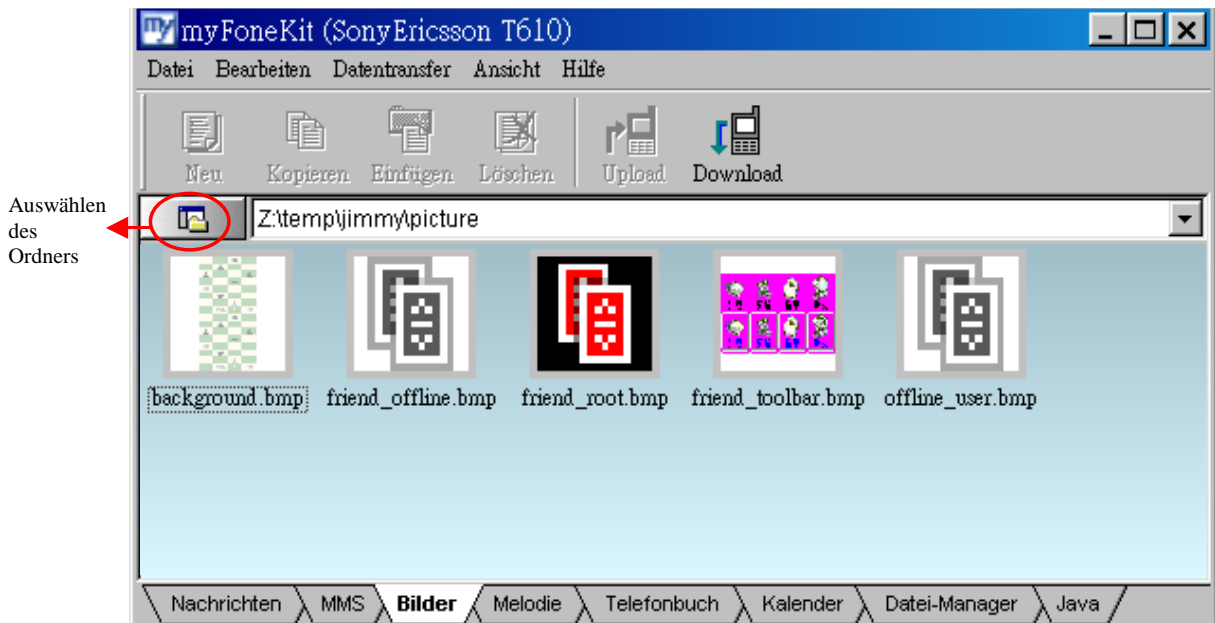 my myFoneKit (SonyEricsson T610)
Datei Bearbeiten Datentransfer Ansicht Hilfe
Neu Kopieren Einfügen Löschen Upload Download
Auswählen
des
Ordners
Z:\temp\jimmy\picture
background.bmp friend_offline.bmp friend_root.bmp friend_toolbar.bmp offline_user.bmp
Nachrichten MMS Bilder Melodie Telefonbuch Kalender Datei-Manager Java